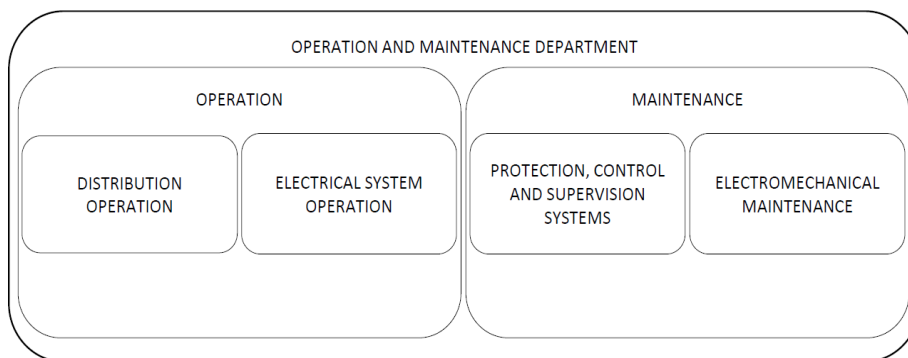 OPERATION AND MAINTENANCE DEPARTMENT
OPERATION
MAINTENANCE
DISTRIBUTION
OPERATION
ELECTRICAL SYSTEM
OPERATION
PROTECTION, CONTROL
AND SUPERVISION
SYSTEMS
ELECTROMECHANICAL
MAINTENANCE